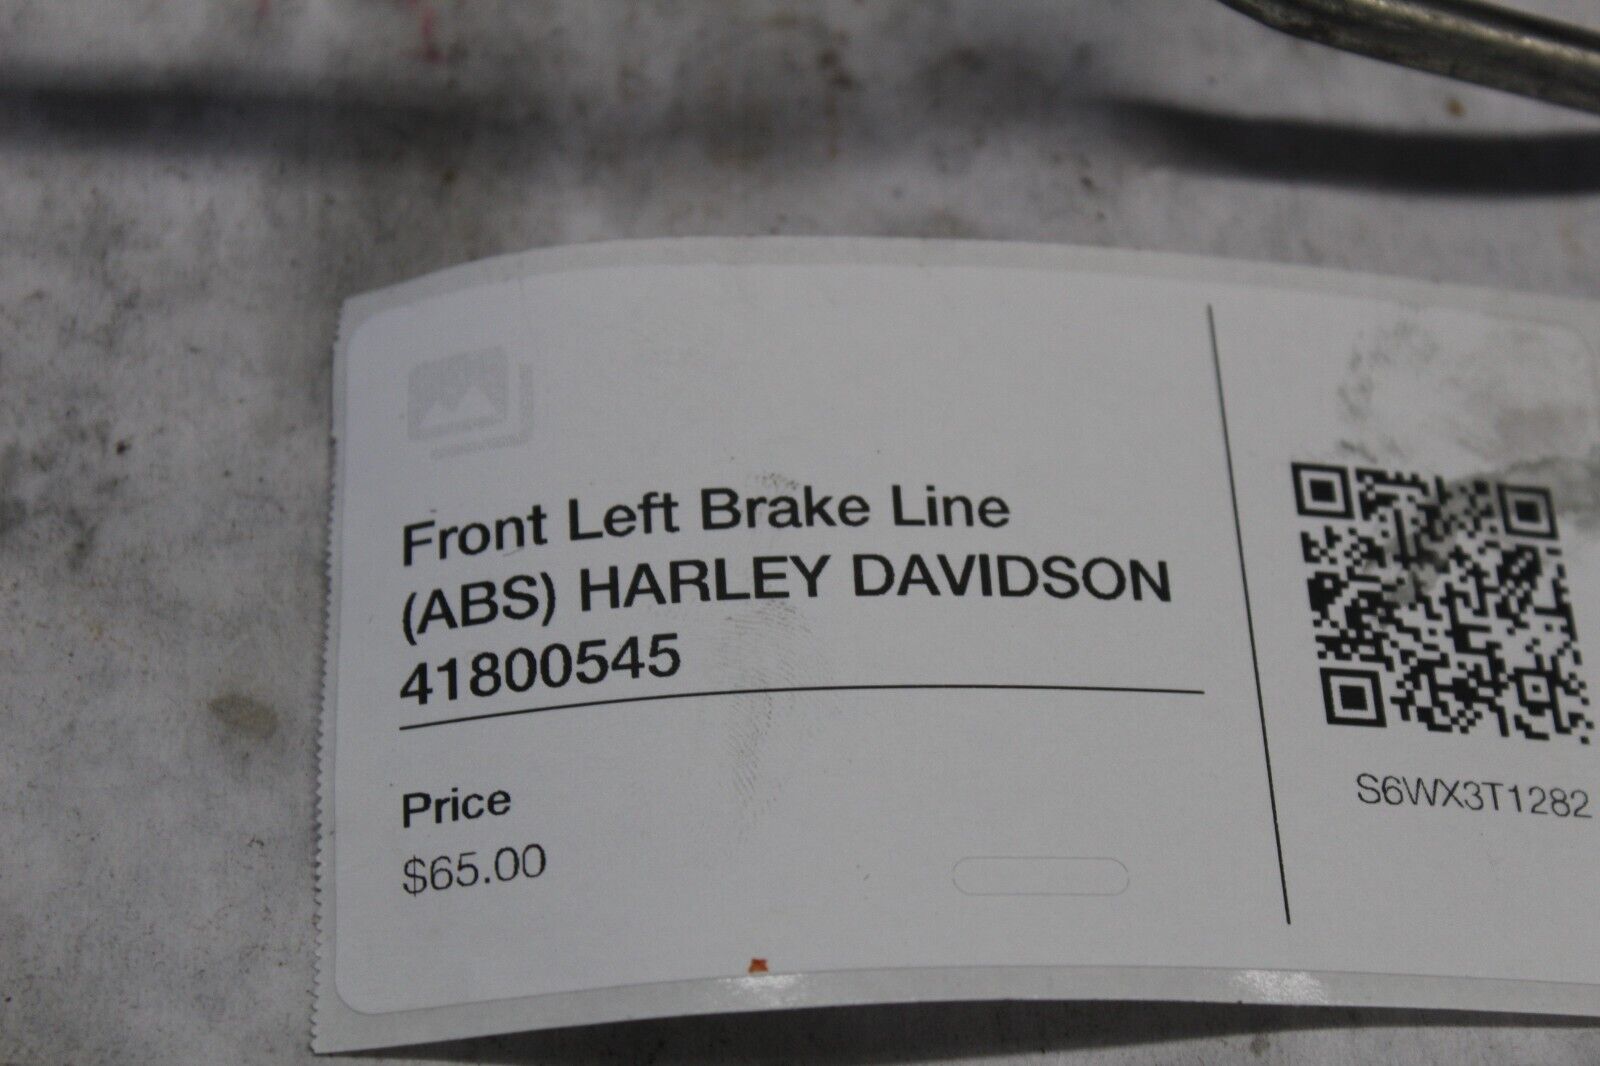 Front Left Brake Line
(ABS) HARLEY DAVIDSON
41800545
Price
$65.00
S6WX3T1282